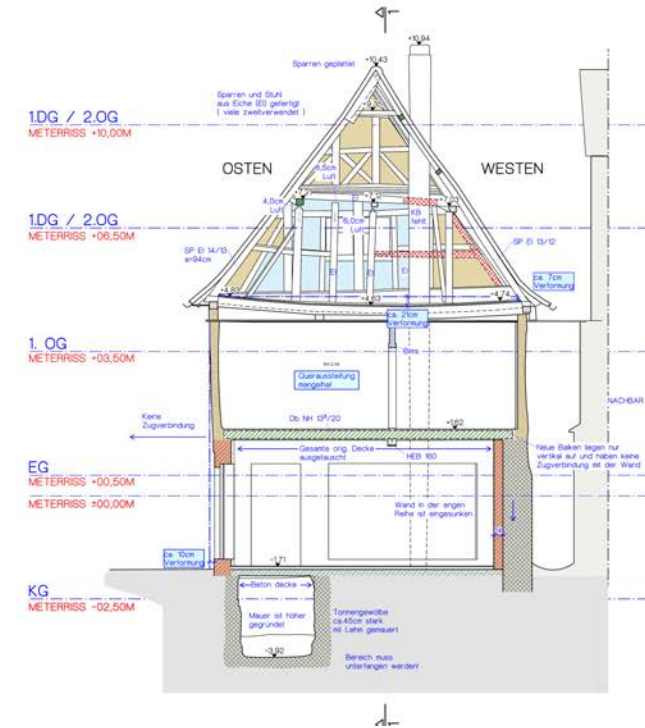 +10,94
+10,43
Sparren geplattet
Sparren und Stuhl
aus Eiche (EI) gefertigt
( viele zweitverwendet )
1.DG / 2.OG
METERRISS +10,00M
OSTEN
WESTEN
6,5cm
Luft
4,0cm
Luft
EI
+7,12
KB
fehlt
6,0cm
Luft
1.DG / 2.OG
METERRISS +06,50M
SP EI 14/13
e=94cm
SP EI 13/12
EI
EI
EI
ca. 7cm
Verformung
+4,83
+4,63
+4,74
ca. 21cm
Verformung
1. OG
METERRISS +03,50M
Bims
Queraussteifung
mangelhaf
NACHBAR
Keine
Zugverbindung
Db NH 13⁸/20
+1,62
Gesamte orig. Decke
ausgetauscht
HEB 160
Neue Balken liegen nur
vertikal auf und haben keine
Zugverbindung mit der Wand
EG
METERRISS +00,50M
METERRISS ±00,00M
Wand in der engen
Reihe ist eingesunken
ca. 10cm
Verformung
-1,71
KG
METERRISS -02,50M
Beton decke
Mauer ist höher
gegründet
Tonnengewölbe
ca.45cm stark
mit Lehm gemauert
-3,92
Bereich muss
unterfangen werden!